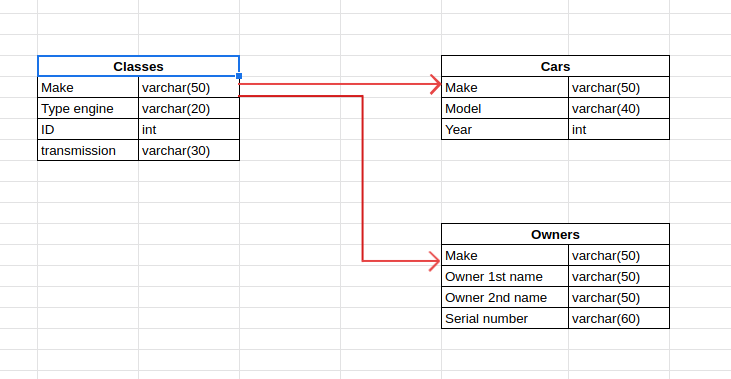 Classes
Make varchar(50)
Type engine varchar(20)
ID int
transmission varchar(30)
Cars
Make varchar(50)
Model varchar(40)
Year int
Owners
Make varchar(50)
Owner 1st name varchar(50)
Owner 2nd name varchar(50)
Serial number varchar(60)